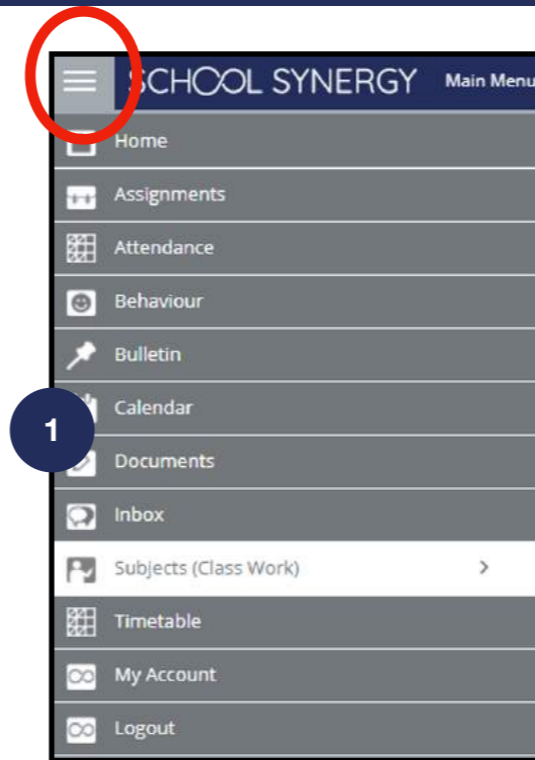 SCHOOL SYNERGY Main Menu
Home
Assignments
Attendance
Behaviour
Bulletin
Calendar
1
Documents
Inbox
Subjects (Class Work) >
Timetable
My Account
Logout